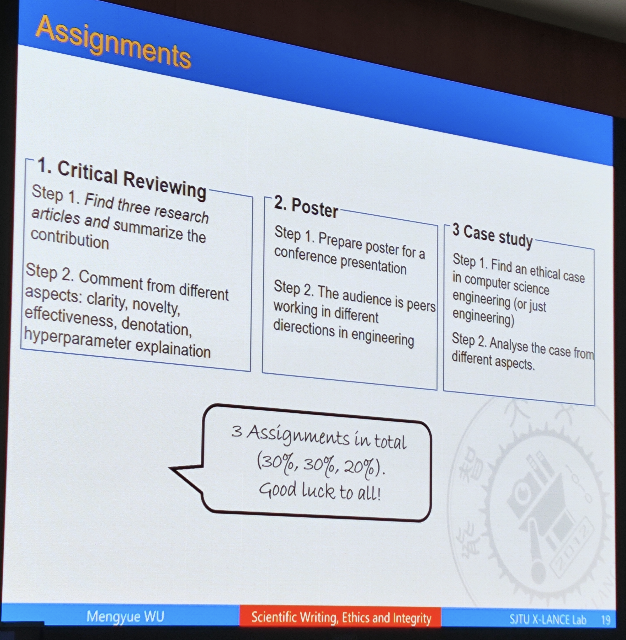 Assignments
1. Critical Reviewing
Step 1. Find three research
articles and summarize the
contribution
Step 2. Comment from different
aspects: clarity, novelty,
effectiveness, denotation,
hyperparameter explaination
2. Poster
Step 1. Prepare poster for a
conference presentation
Step 2. The audience is peers
working in different
dierections in engineering
3 Case study
Step 1. Find an ethical case
in computer science
engineering (or just
engineering)
Step 2. Analyse the case from
different aspects.
3 Assignments in total
(30%, 30%, 20%).
Good luck to all!
2012
Mengyue WU
Scientific Writing, Ethics and Integrity
SJTU X-LANCE Lab
19